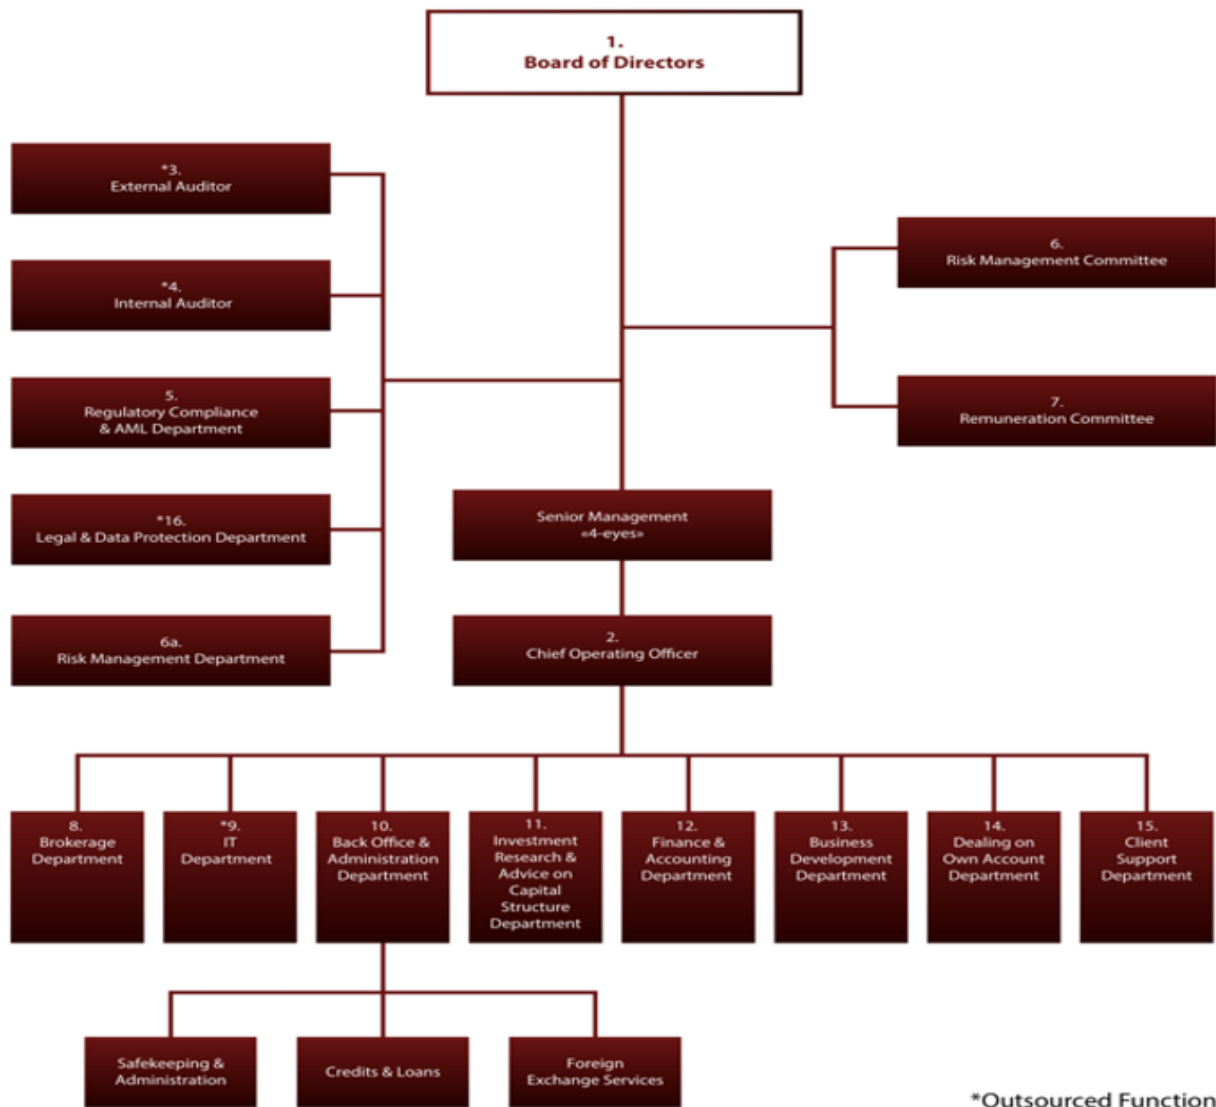 1.
Board of Directors
*3.
External Auditor
*4.
Internal Auditor
5.
Regulatory Compliance
& AML Department
*16.
Legal & Data Protection Department
6a.
Risk Management Department
6.
Risk Management Committee
7.
Remuneration Committee
Senior Management
«4-eyes»
2.
Chief Operating Officer
8.
Brokerage
Department
*9.
IT
Department
10.
Back Office &
Administration
Department
11.
Investment
Research &
Advice on
Capital
Structure
Department
12.
Finance &
Accounting
Department
13.
Business
Development
Department
14.
Dealing on
Own Account
Department
15.
Client
Support
Department
Safekeeping &
Administration
Credits & Loans
Foreign
Exchange Services
*Outsourced Function